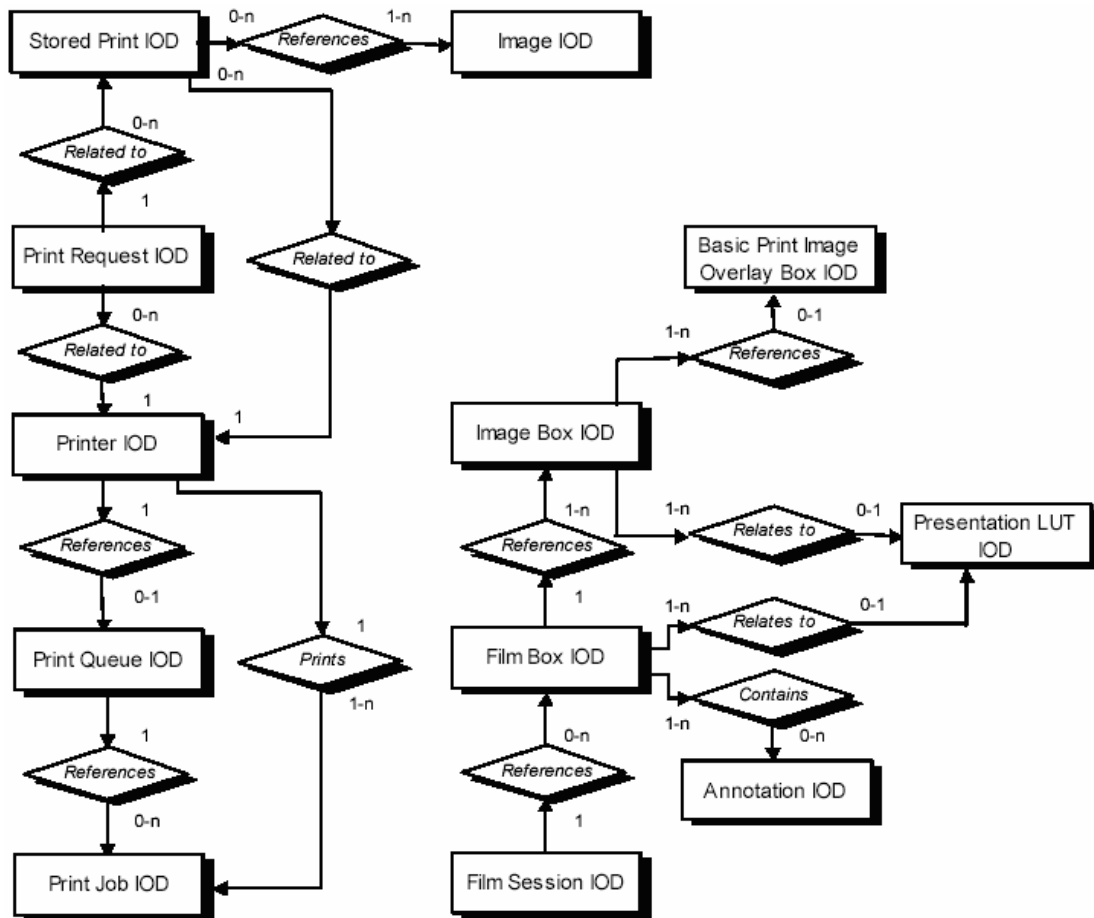 Stored Print IOD
0-n
References
1-n
Image IOD
0-n
0-n
Related to
1
Print Request IOD
Related to
0-n
Related to
1
1
Printer IOD
1
References
0-1
Print Queue IOD
1
Prints
1-n
1
References
0-n
Print Job IOD
Basic Print Image
Overlay Box IOD
0-1
1-n
References
Image Box IOD
1-n
References
1
1-n
Relates to
0-1
Presentation LUT
IOD
Film Box IOD
1-n
Relates to
0-1
Contains
1-n
0-n
Annotation IOD
0-n
References
1
Film Session IOD